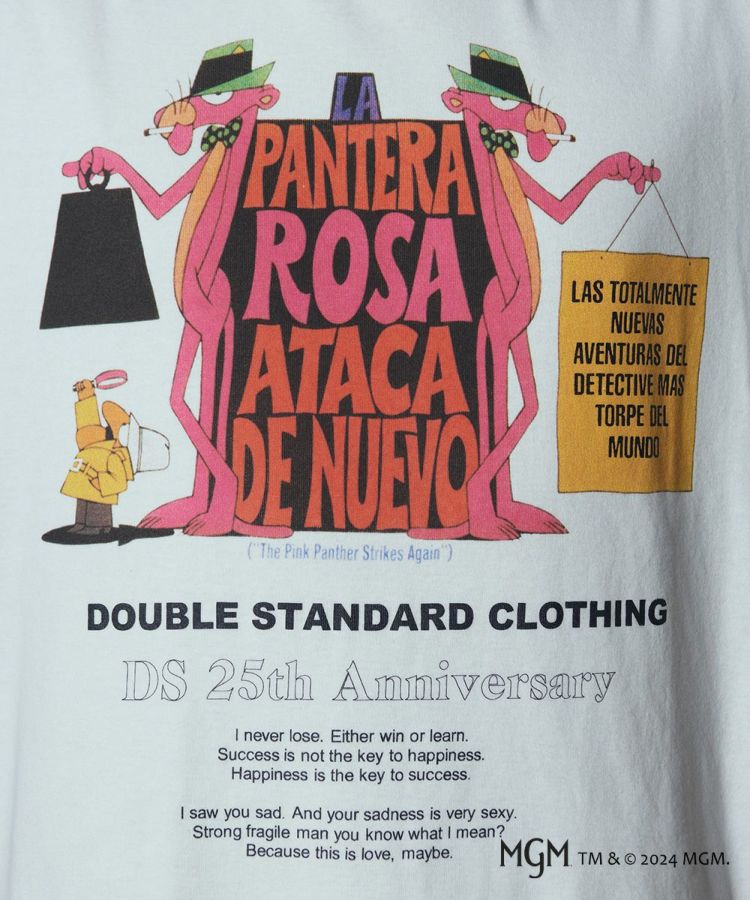 LA
PANTERA
ROSA
ATACA
DE NUEVO
LAS TOTALMENTE
NUEVAS
AVENTURAS DEL
DETECTIVE MAS
TORPE DEL
MUNDO
("The Pink Panther Strikes Again")
DOUBLE STANDARD CLOTHING
DS 25th Anniversary
I never lose. Either win or learn.
Success is not the key to happiness.
Happiness is the key to success.
I saw you sad. And your sadness is very sexy.
Strong fragile man you know what I mean?
Because this is love, maybe.
MGM TM & © 2024 MGM.